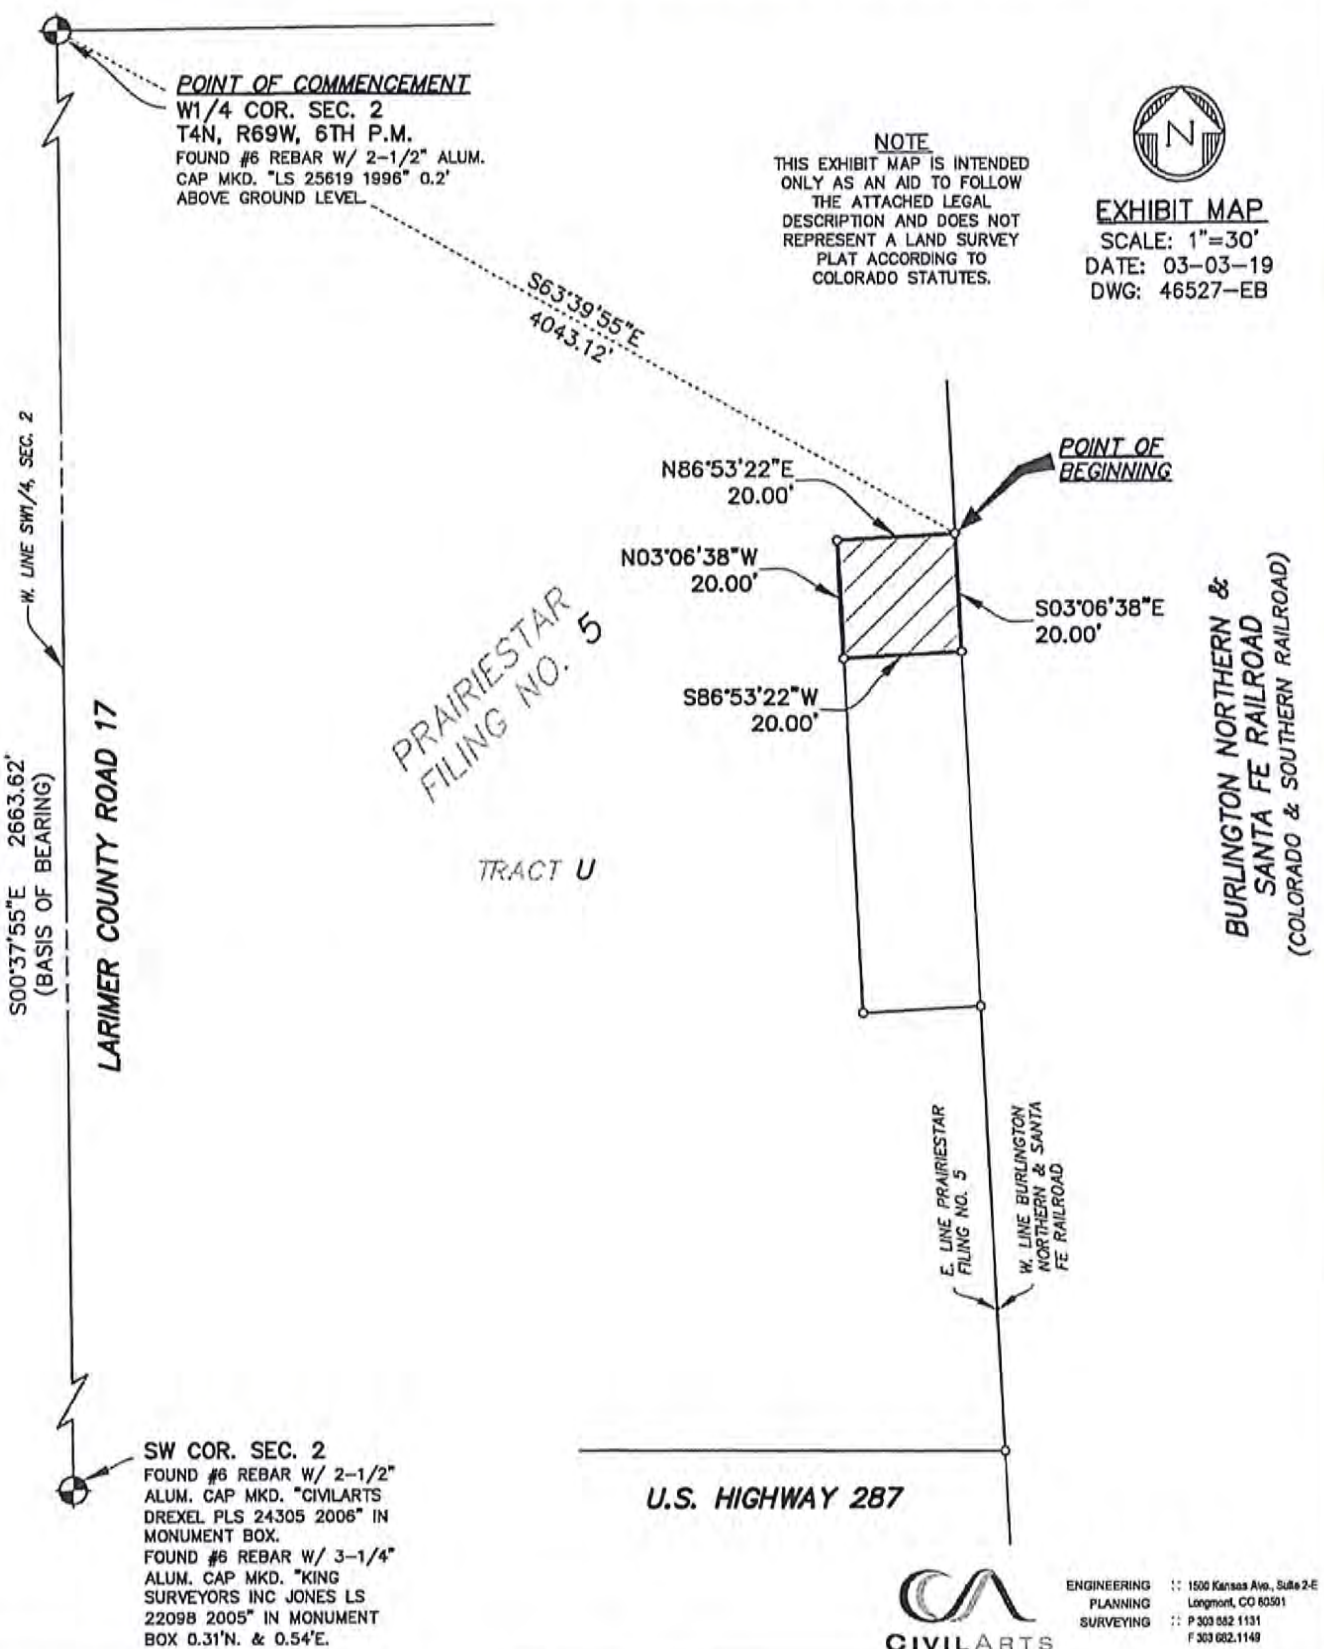 POINT OF COMMENCEMENT
W1/4 COR. SEC. 2
T4N, R69W, 6TH P.M.
FOUND #6 REBAR W/ 2-1/2" ALUM.
CAP MKD. "LS 25619 1996" 0.2'
ABOVE GROUND LEVEL
NOTE
THIS EXHIBIT MAP IS INTENDED
ONLY AS AN AID TO FOLLOW
THE ATTACHED LEGAL
DESCRIPTION AND DOES NOT
REPRESENT A LAND SURVEY
PLAT ACCORDING TO
COLORADO STATUTES.
N
EXHIBIT MAP
SCALE: 1"=30'
DATE: 03-03-19
DWG: 46527-EB
S63°39'55"E
4043.12'
POINT OF
BEGINNING
N86°53'22"E
20.00'
N03°06'38"W
20.00'
S03°06'38"E
20.00'
S86°53'22"W
20.00'
W. LINE SW1/4, SEC. 2
S00°37'55"E 2663.62'
(BASIS OF BEARING)
LARIMER COUNTY ROAD 17
PRAIRIESTAR
FILING NO. 5
TRACT U
BURLINGTON NORTHERN &
SANTA FE RAILROAD
(COLORADO & SOUTHERN RAILROAD)
E. LINE PRAIRIESTAR
FILING NO. 5
W. LINE BURLINGTON
NORTHERN & SANTA
FE RAILROAD
SW COR. SEC. 2
FOUND #6 REBAR W/ 2-1/2"
ALUM. CAP MKD. "CIVILARTS
DREXEL PLS 24305 2006" IN
MONUMENT BOX.
FOUND #6 REBAR W/ 3-1/4"
ALUM. CAP MKD. "KING
SURVEYORS INC JONES LS
22098 2005" IN MONUMENT
BOX 0.31'N. & 0.54'E.
U.S. HIGHWAY 287
CIVILARTS
ENGINEERING :: 1500 Kansas Ave., Suite 2-E
PLANNING Longmont, CO 80501
SURVEYING :: P 303 682 1131
F 303 682.1149